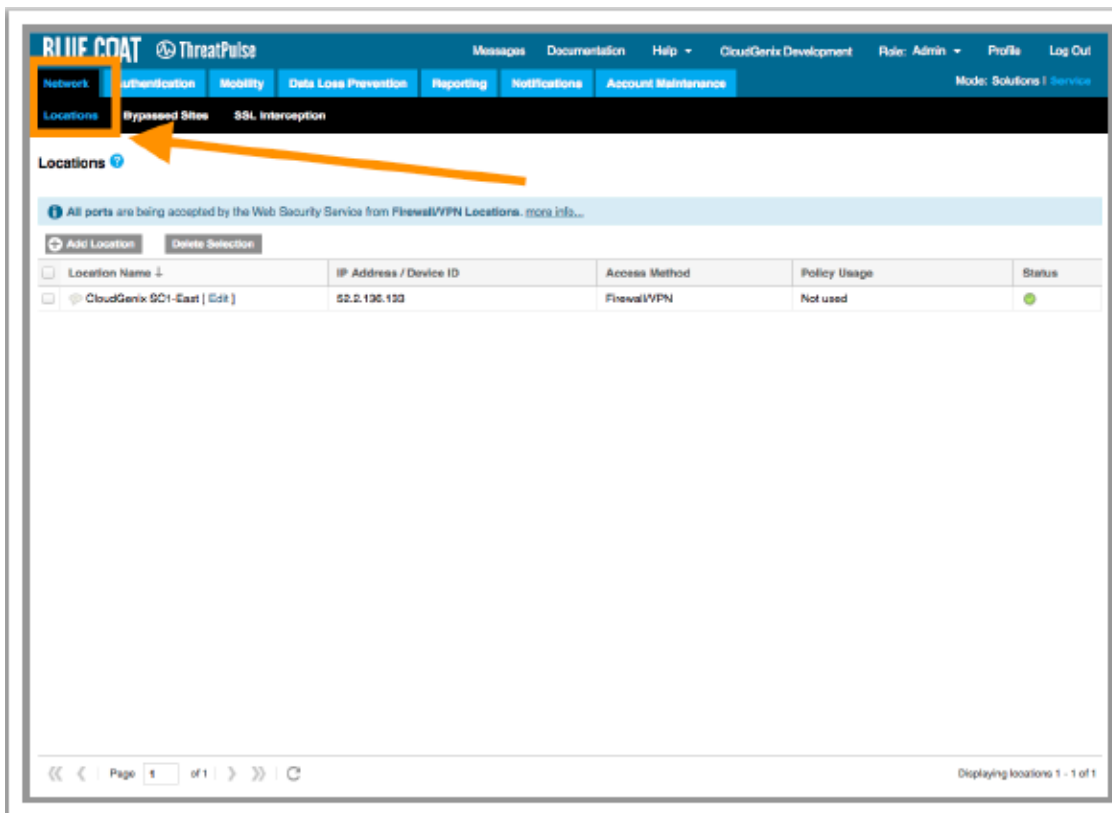 BLUE COAT ThreatPulse Messages Documentation Help CloudGenix Development Role: Admin Profile Log Out
Network Authentication Mobility Data Loss Prevention Reporting Notifications Account Maintenance Mode: Solutions | Service
Locations Bypassed Sites SSL Interception
Locations ?
All ports are being accepted by the Web Security Service from Firewall/VPN Locations. more info...
Add Location Delete Selection
Location Name ↓ IP Address / Device ID Access Method Policy Usage Status
CloudGenix SC1-East [ Edit ] Firewall/VPN Not used
Page 1 of 1 Displaying locations 1 - 1 of 1